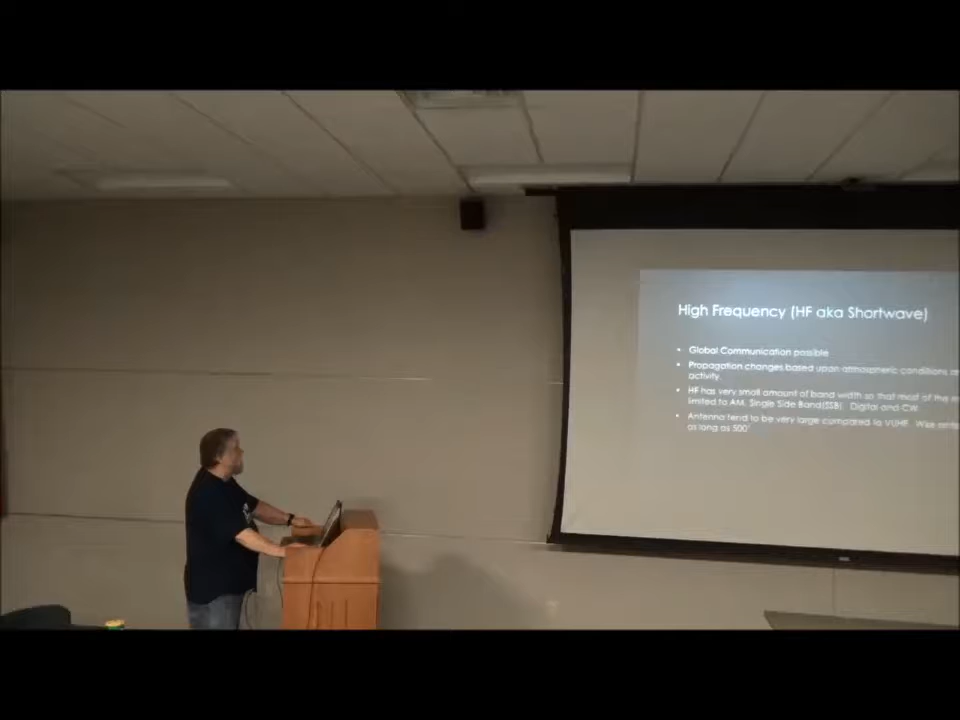 High Frequency (HF aka Shortwave)
• Global Communication possible
• Propagation changes based upon atmospheric conditions
activity.
• HF has very small amount of band width so that most of the
limited to AM, Single Side Band(SSB), Digital and CW.
• Antenna tend to be very large compared to V/UHF.
as long as 500'